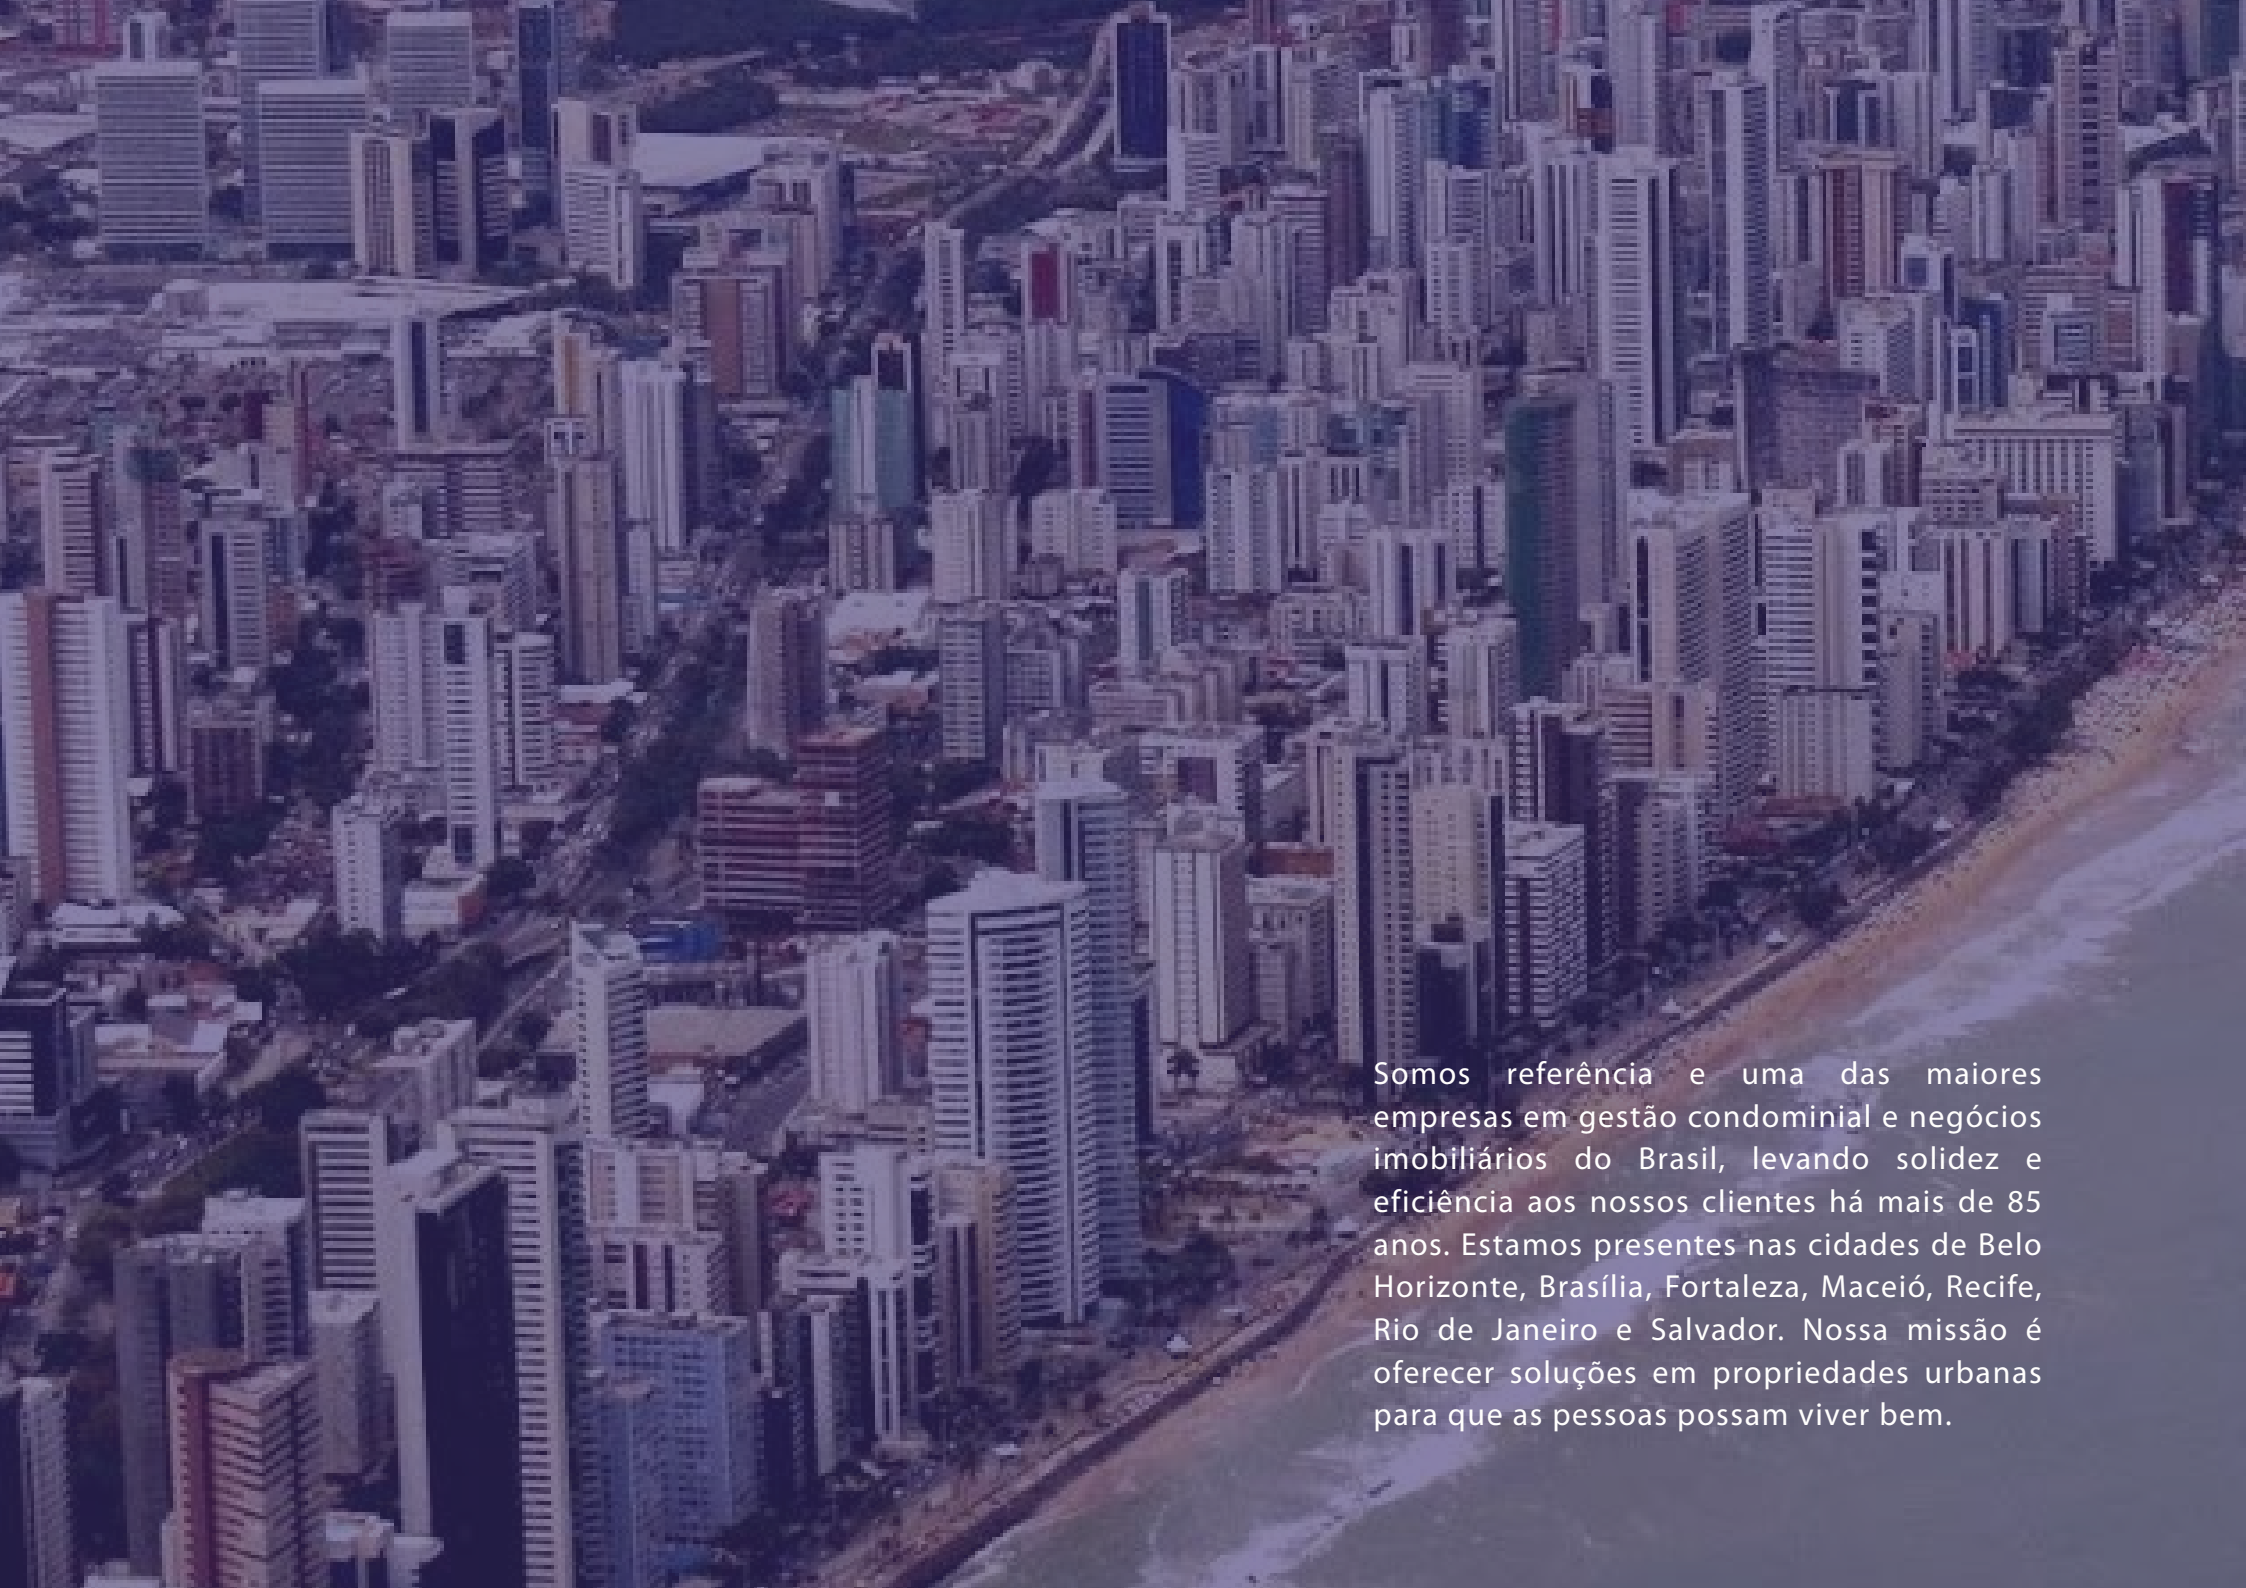 Somos referência e uma das maiores
empresas em gestão condominial e negócios
imobiliários do Brasil, levando solidez e
eficiência aos nossos clientes há mais de 85
anos. Estamos presentes nas cidades de Belo
Horizonte, Brasília, Fortaleza, Maceió, Recife,
Rio de Janeiro e Salvador. Nossa missão é
oferecer soluções em propriedades urbanas
para que as pessoas possam viver bem.